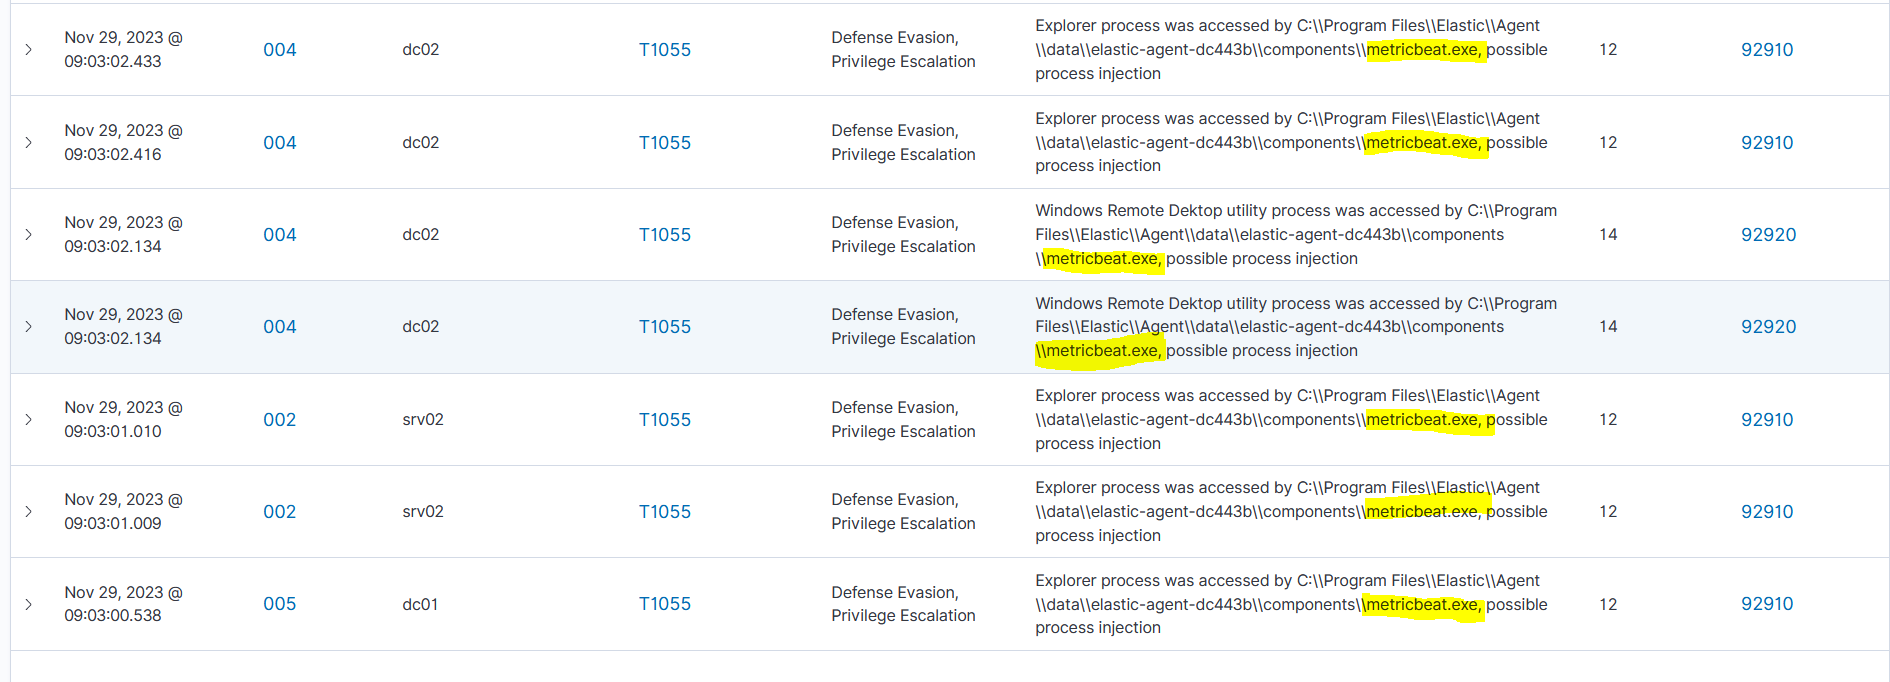 Nov 29, 2023 @ 09:03:02.433 004 dc02 T1055 Defense Evasion, Privilege Escalation Explorer process was accessed by C:\\Program Files\\Elastic\\Agent
\\data\\elastic-agent-dc443b\\components\\metricbeat.exe, possible
process injection 12 92910
Nov 29, 2023 @ 09:03:02.416 004 dc02 T1055 Defense Evasion, Privilege Escalation Explorer process was accessed by C:\\Program Files\\Elastic\\Agent
\\data\\elastic-agent-dc443b\\components\\metricbeat.exe, possible
process injection 12 92910
Nov 29, 2023 @ 09:03:02.134 004 dc02 T1055 Defense Evasion, Privilege Escalation Windows Remote Dektop utility process was accessed by C:\\Program
Files\\Elastic\\Agent\\data\\elastic-agent-dc443b\\components
\\metricbeat.exe, possible process injection 14 92920
Nov 29, 2023 @ 09:03:02.134 004 dc02 T1055 Defense Evasion, Privilege Escalation Windows Remote Dektop utility process was accessed by C:\\Program
Files\\Elastic\\Agent\\data\\elastic-agent-dc443b\\components
\\metricbeat.exe, possible process injection 14 92920
Nov 29, 2023 @ 09:03:01.010 002 srv02 T1055 Defense Evasion, Privilege Escalation Explorer process was accessed by C:\\Program Files\\Elastic\\Agent
\\data\\elastic-agent-dc443b\\components\\metricbeat.exe, possible
process injection 12 92910
Nov 29, 2023 @ 09:03:01.009 002 srv02 T1055 Defense Evasion, Privilege Escalation Explorer process was accessed by C:\\Program Files\\Elastic\\Agent
\\data\\elastic-agent-dc443b\\components\\metricbeat.exe, possible
process injection 12 92910
Nov 29, 2023 @ 09:03:00.538 005 dc01 T1055 Defense Evasion, Privilege Escalation Explorer process was accessed by C:\\Program Files\\Elastic\\Agent
\\data\\elastic-agent-dc443b\\components\\metricbeat.exe, possible
process injection 12 92910